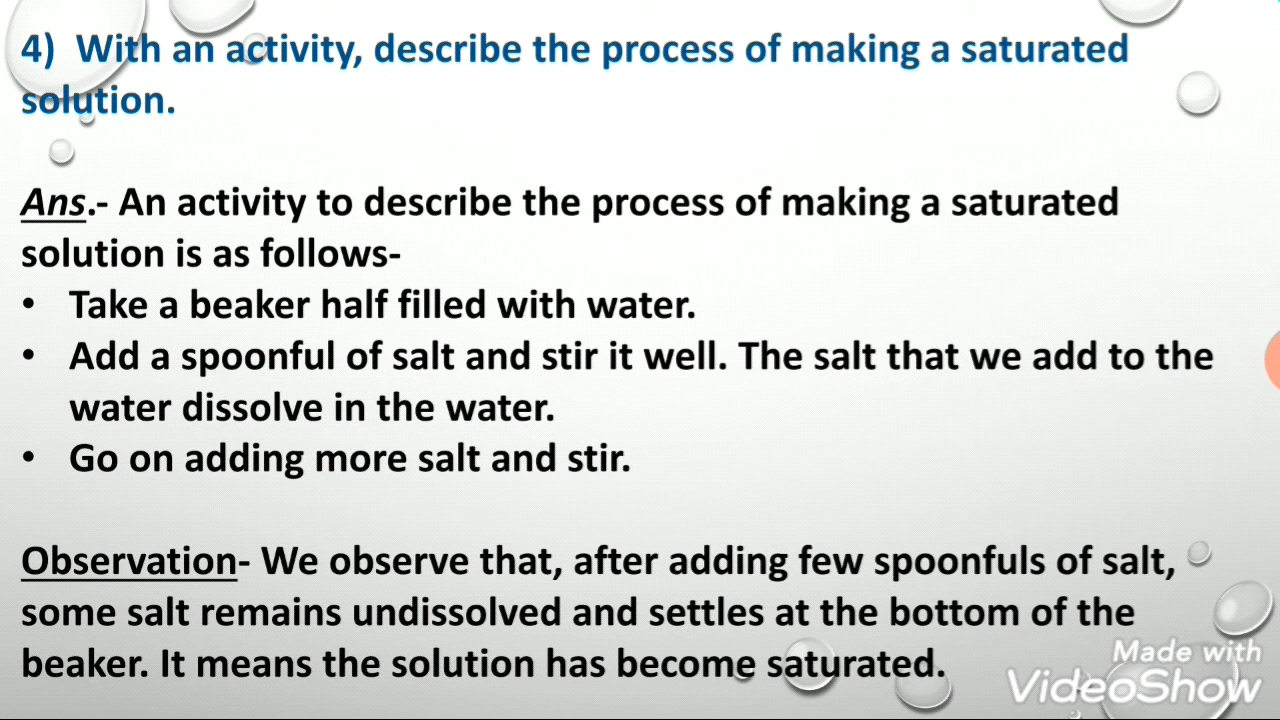 4) With an activity, describe the process of making a saturated
solution.
Ans.- An activity to describe the process of making a saturated
solution is as follows-
• Take a beaker half filled with water.
• Add a spoonful of salt and stir it well. The salt that we add to the
water dissolve in the water.
• Go on adding more salt and stir.
Observation- We observe that, after adding few spoonfuls of salt,
some salt remains undissolved and settles at the bottom of the
beaker. It means the solution has become saturated.
Made with
VideoShow